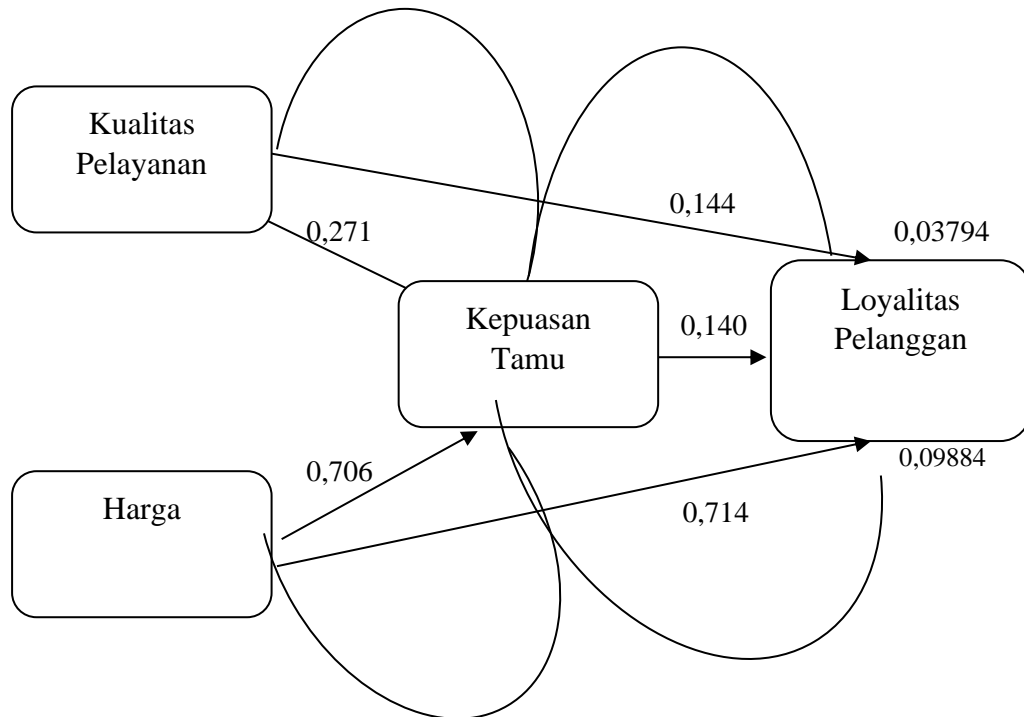 Kualitas
Pelayanan
0,144
0,03794
0,271
Kepuasan
Tamu
0,140
Loyalitas
Pelanggan
0,706
0,09884
Harga
0,714